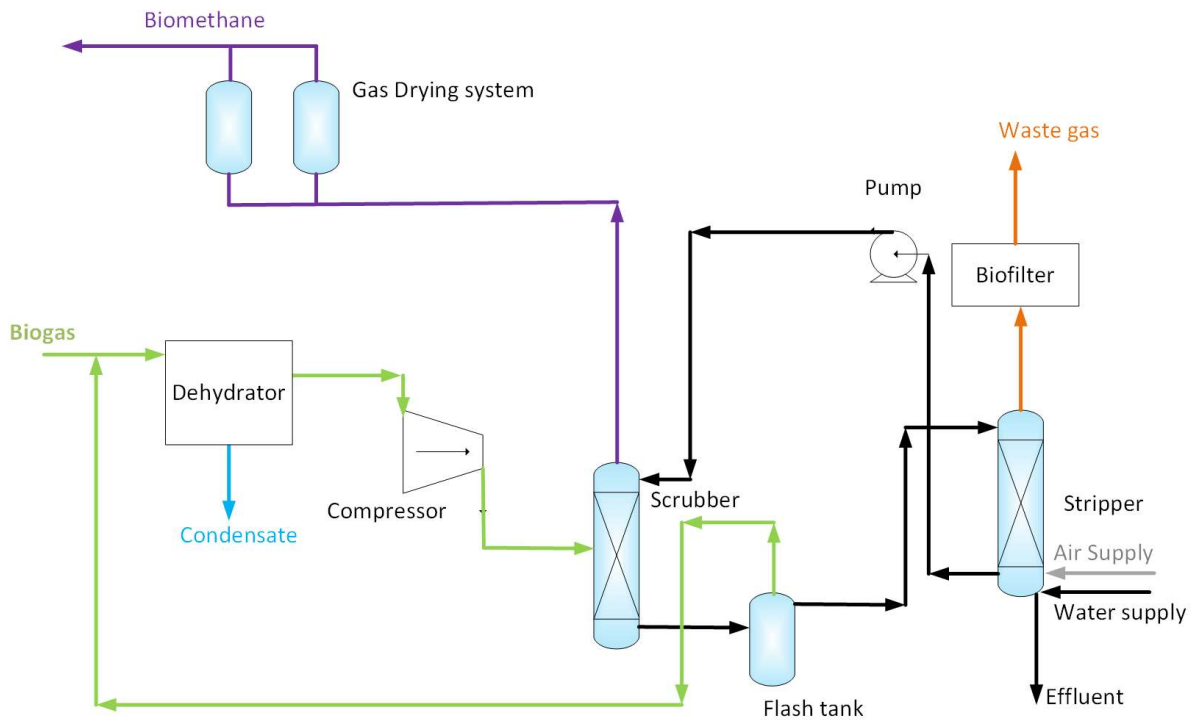 Biomethane
Gas Drying system
Waste gas
Pump
Biofilter
Biogas
Dehydrator
Scrubber
Stripper
Compressor
Condensate
Air Supply
Water supply
Effluent
Flash tank